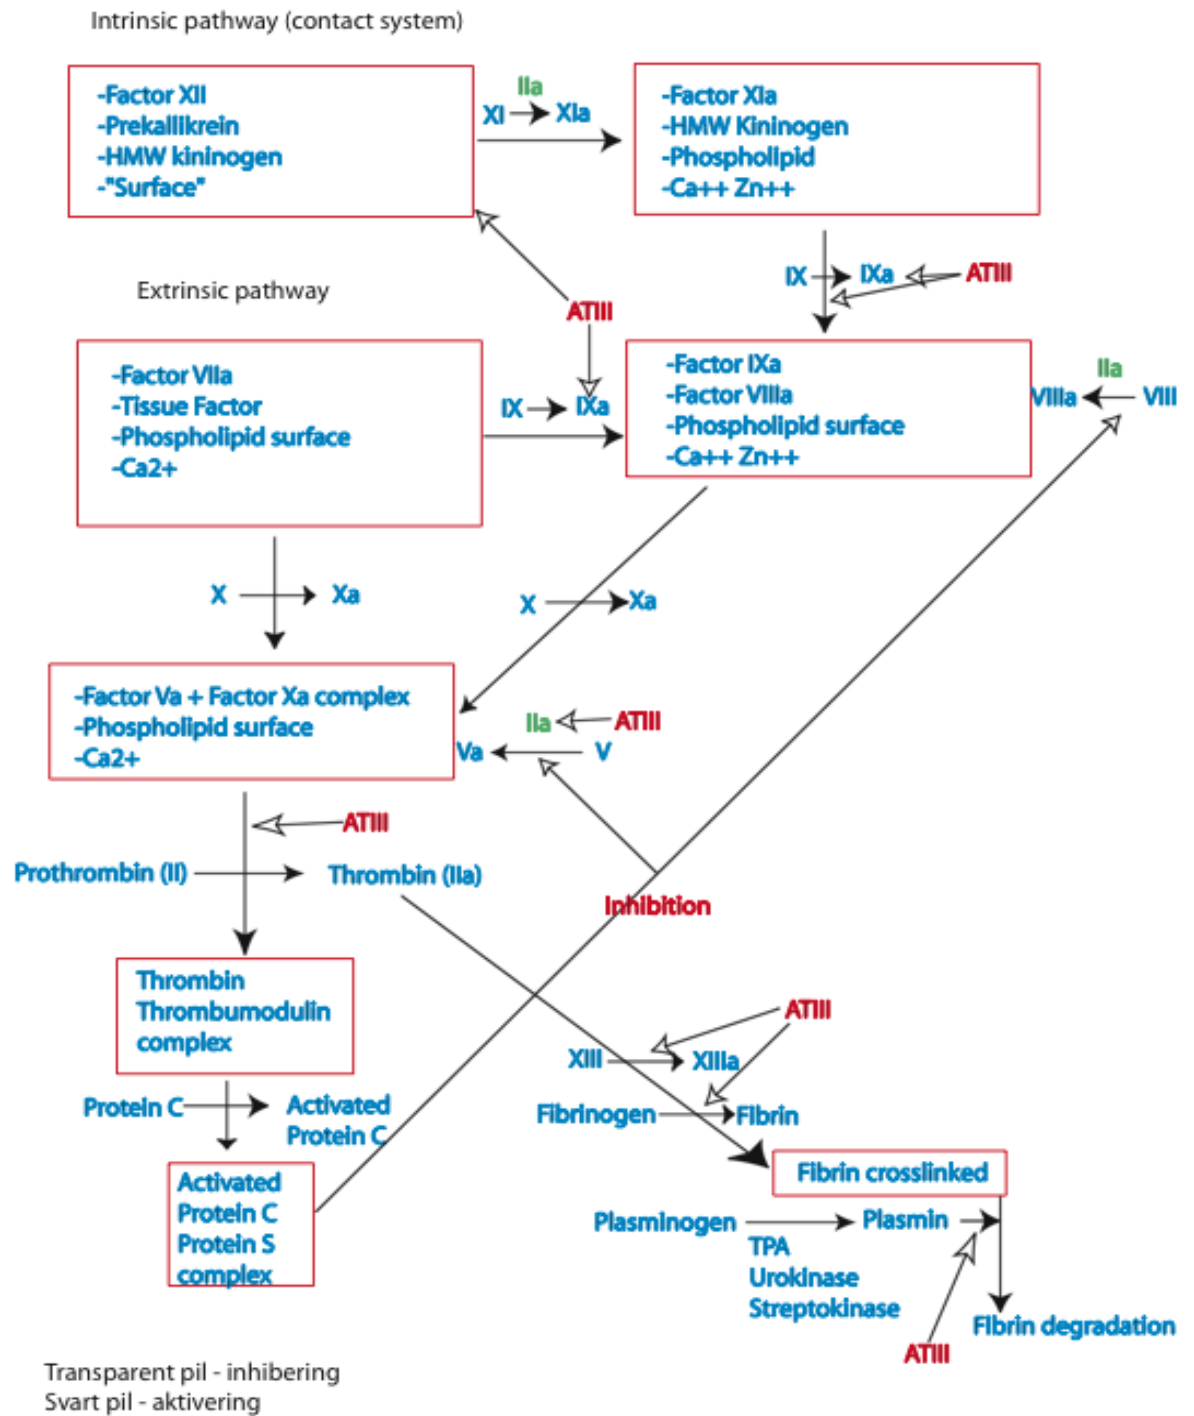 Intrinsic pathway (contact system)
-Factor XII
-Prekallikrein
-HMW kininogen
-"Surface"
IIa
XI
XIa
-Factor XIa
-HMW Kininogen
-Phospholipid
-Ca++ Zn++
IX
IXa
ATIII
Extrinsic pathway
ATIII
-Factor VIIa
-Tissue Factor
-Phospholipid surface
-Ca2+
IX
IXa
-Factor IXa
-Factor VIIIa
-Phospholipid surface
-Ca++ Zn++
IIa
VIIIa
VIII
X
Xa
X
Xa
-Factor Va + Factor Xa complex
-Phospholipid surface
-Ca2+
IIa
ATIII
Va
V
ATIII
Prothrombin (II)
Thrombin (IIa)
Inhibition
Thrombin
Thrombumodulin
complex
ATIII
XIII
XIIIa
Protein C
Activated
Protein C
Fibrinogen
Fibrin
Activated
Protein C
Protein S
complex
Fibrin crosslinked
Plasminogen
Plasmin
TPA
Urokinase
Streptokinase
Fibrin degradation
ATIII
Transparent pil - inhibering
Svart pil - aktivering